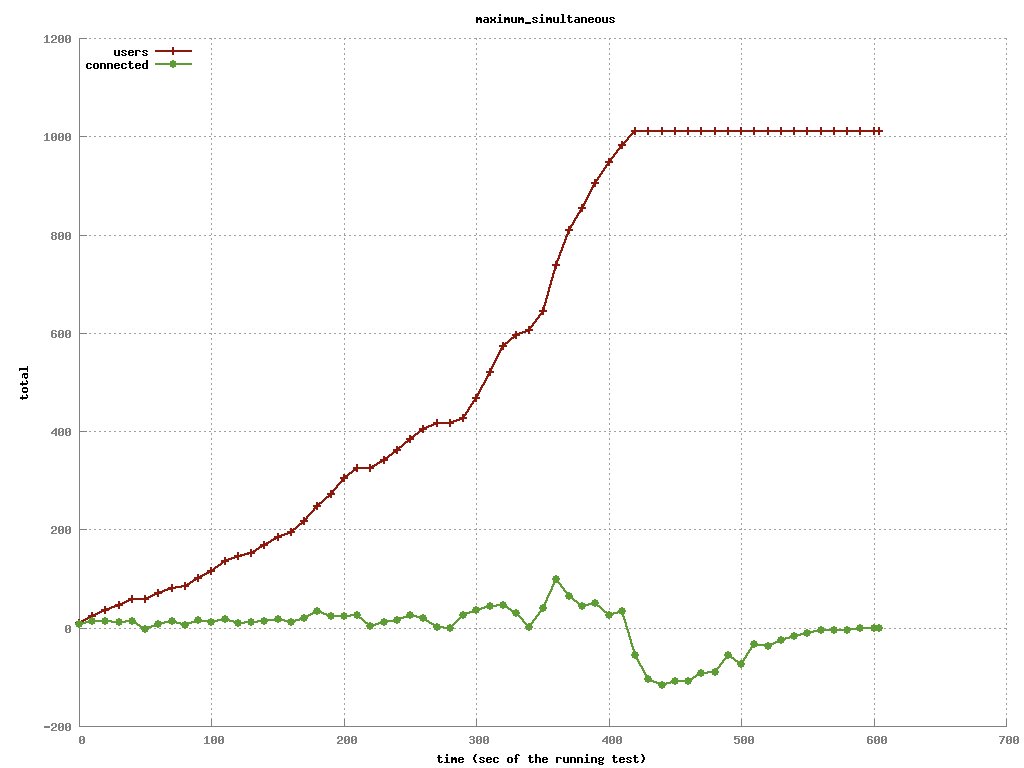 maximum_simultaneous
1200
users
connected
1000
800
600
total
400
200
0
-200
0 100 200 300 400 500 600 700
time (sec of the running test)